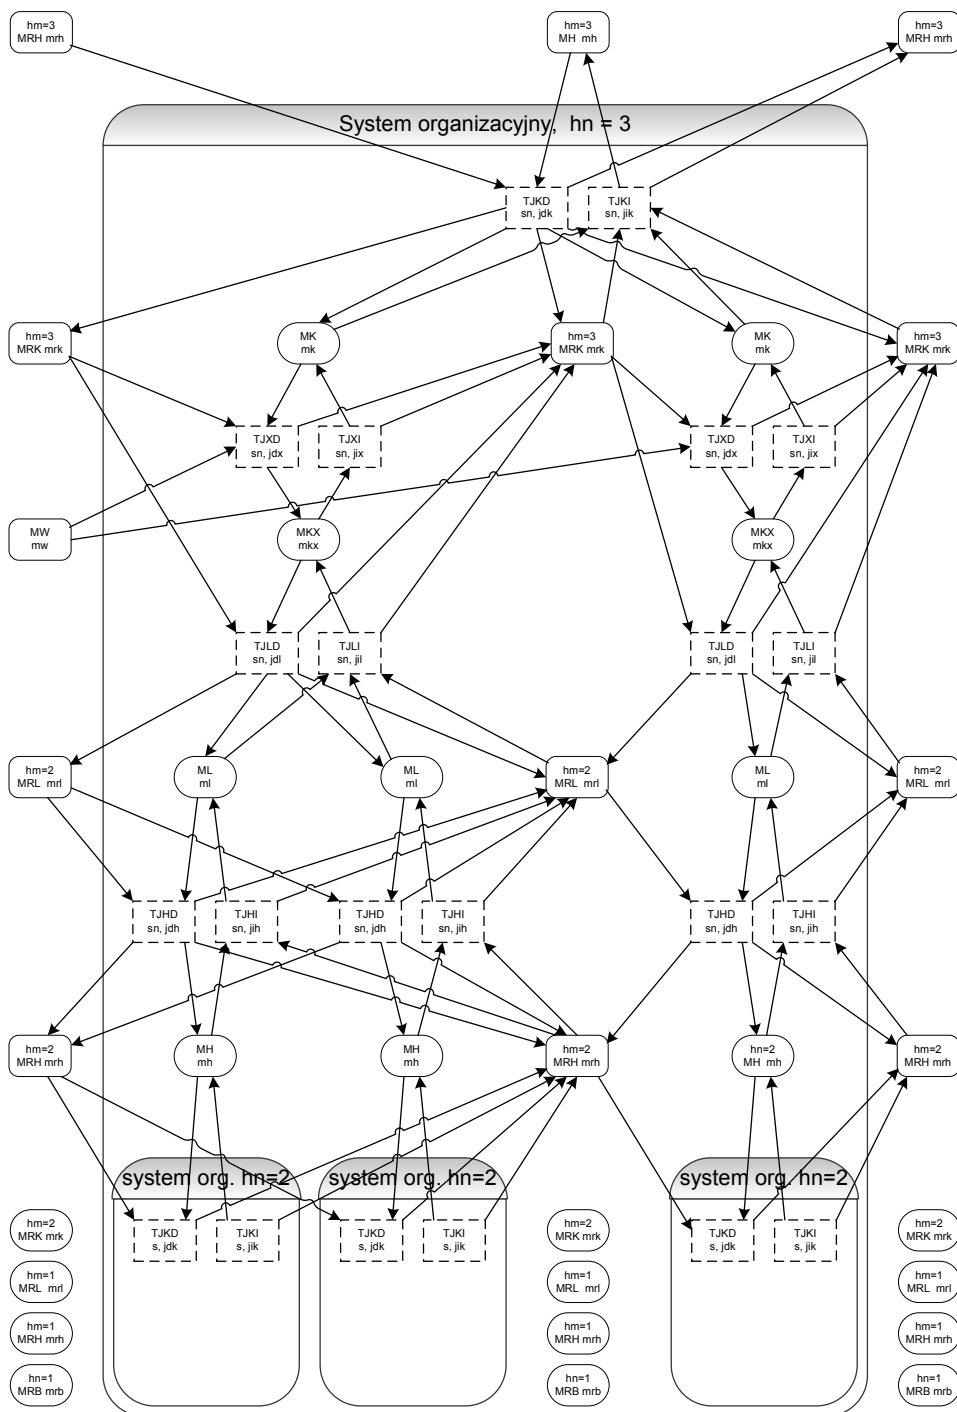 hm=3
MRH mrh
hm=3
MH mh
hm=3
MRH mrh
System organizacyjny, hn = 3
TJKD
sn, jdk
TJKI
sn, jik
hm=3
MRK mrk
MK
mk
hm=3
MRK mrk
MK
mk
hm=3
MRK mrk
TJXD
sn, jdx
TJXI
sn, jix
TJXD
sn, jdx
TJXI
sn, jix
MW
mw
MKX
mkx
MKX
mkx
TJLD
sn, jdl
TJLI
sn, jil
TJLD
sn, jdl
TJLI
sn, jil
hm=2
MRL mrl
ML
ml
ML
ml
hm=2
MRL mrl
ML
ml
hm=2
MRL mrl
TJHD
sn, jdh
TJHI
sn, jih
TJHD
sn, jdh
TJHI
sn, jih
TJHD
sn, jdh
TJHI
sn, jih
hm=2
MRH mrh
MH
mh
MH
mh
hm=2
MRH mrh
hn=2
MH mh
hm=2
MRH mrh
system org. hn=2
system org. hn=2
system org. hn=2
TJKD
s, jdk
TJKI
s, jik
TJKD
s, jdk
TJKI
s, jik
TJKD
s, jdk
TJKI
s, jik
hm=2
MRK mrk
hm=2
MRK mrk
hm=2
MRK mrk
hm=1
MRL mrl
hm=1
MRL mrl
hm=1
MRL mrl
hm=1
MRH mrh
hm=1
MRH mrh
hm=1
MRH mrh
hn=1
MRB mrb
hn=1
MRB mrb
hn=1
MRB mrb